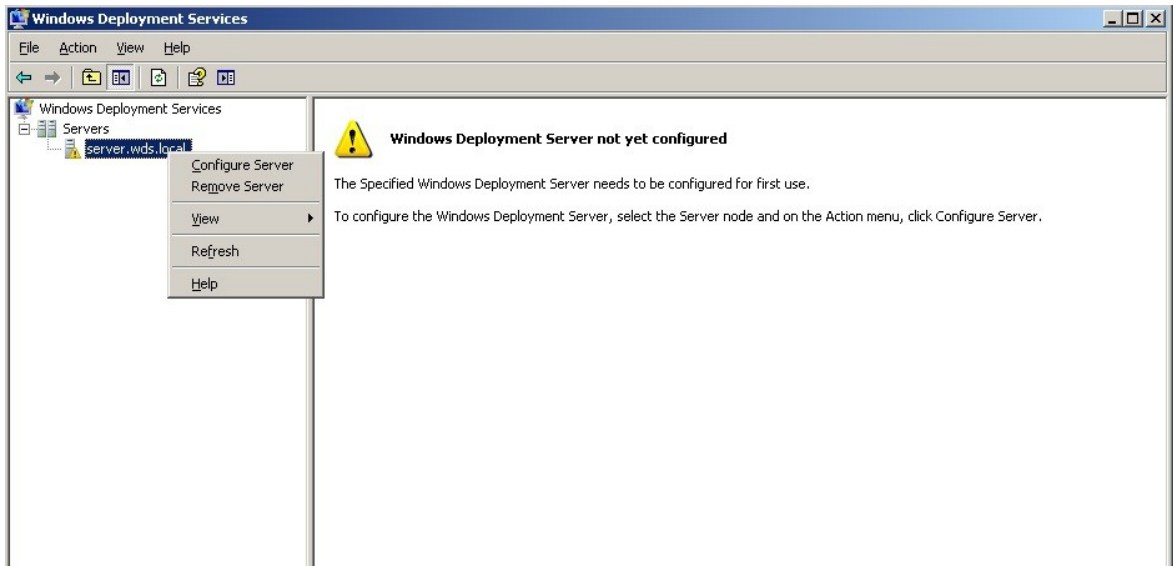 Windows Deployment Services
File Action View Help
Windows Deployment Services
Servers
server.wds.local
Configure Server
Remove Server
View
Refresh
Help
Windows Deployment Server not yet configured
The Specified Windows Deployment Server needs to be configured for first use.
To configure the Windows Deployment Server, select the Server node and on the Action menu, click Configure Server.